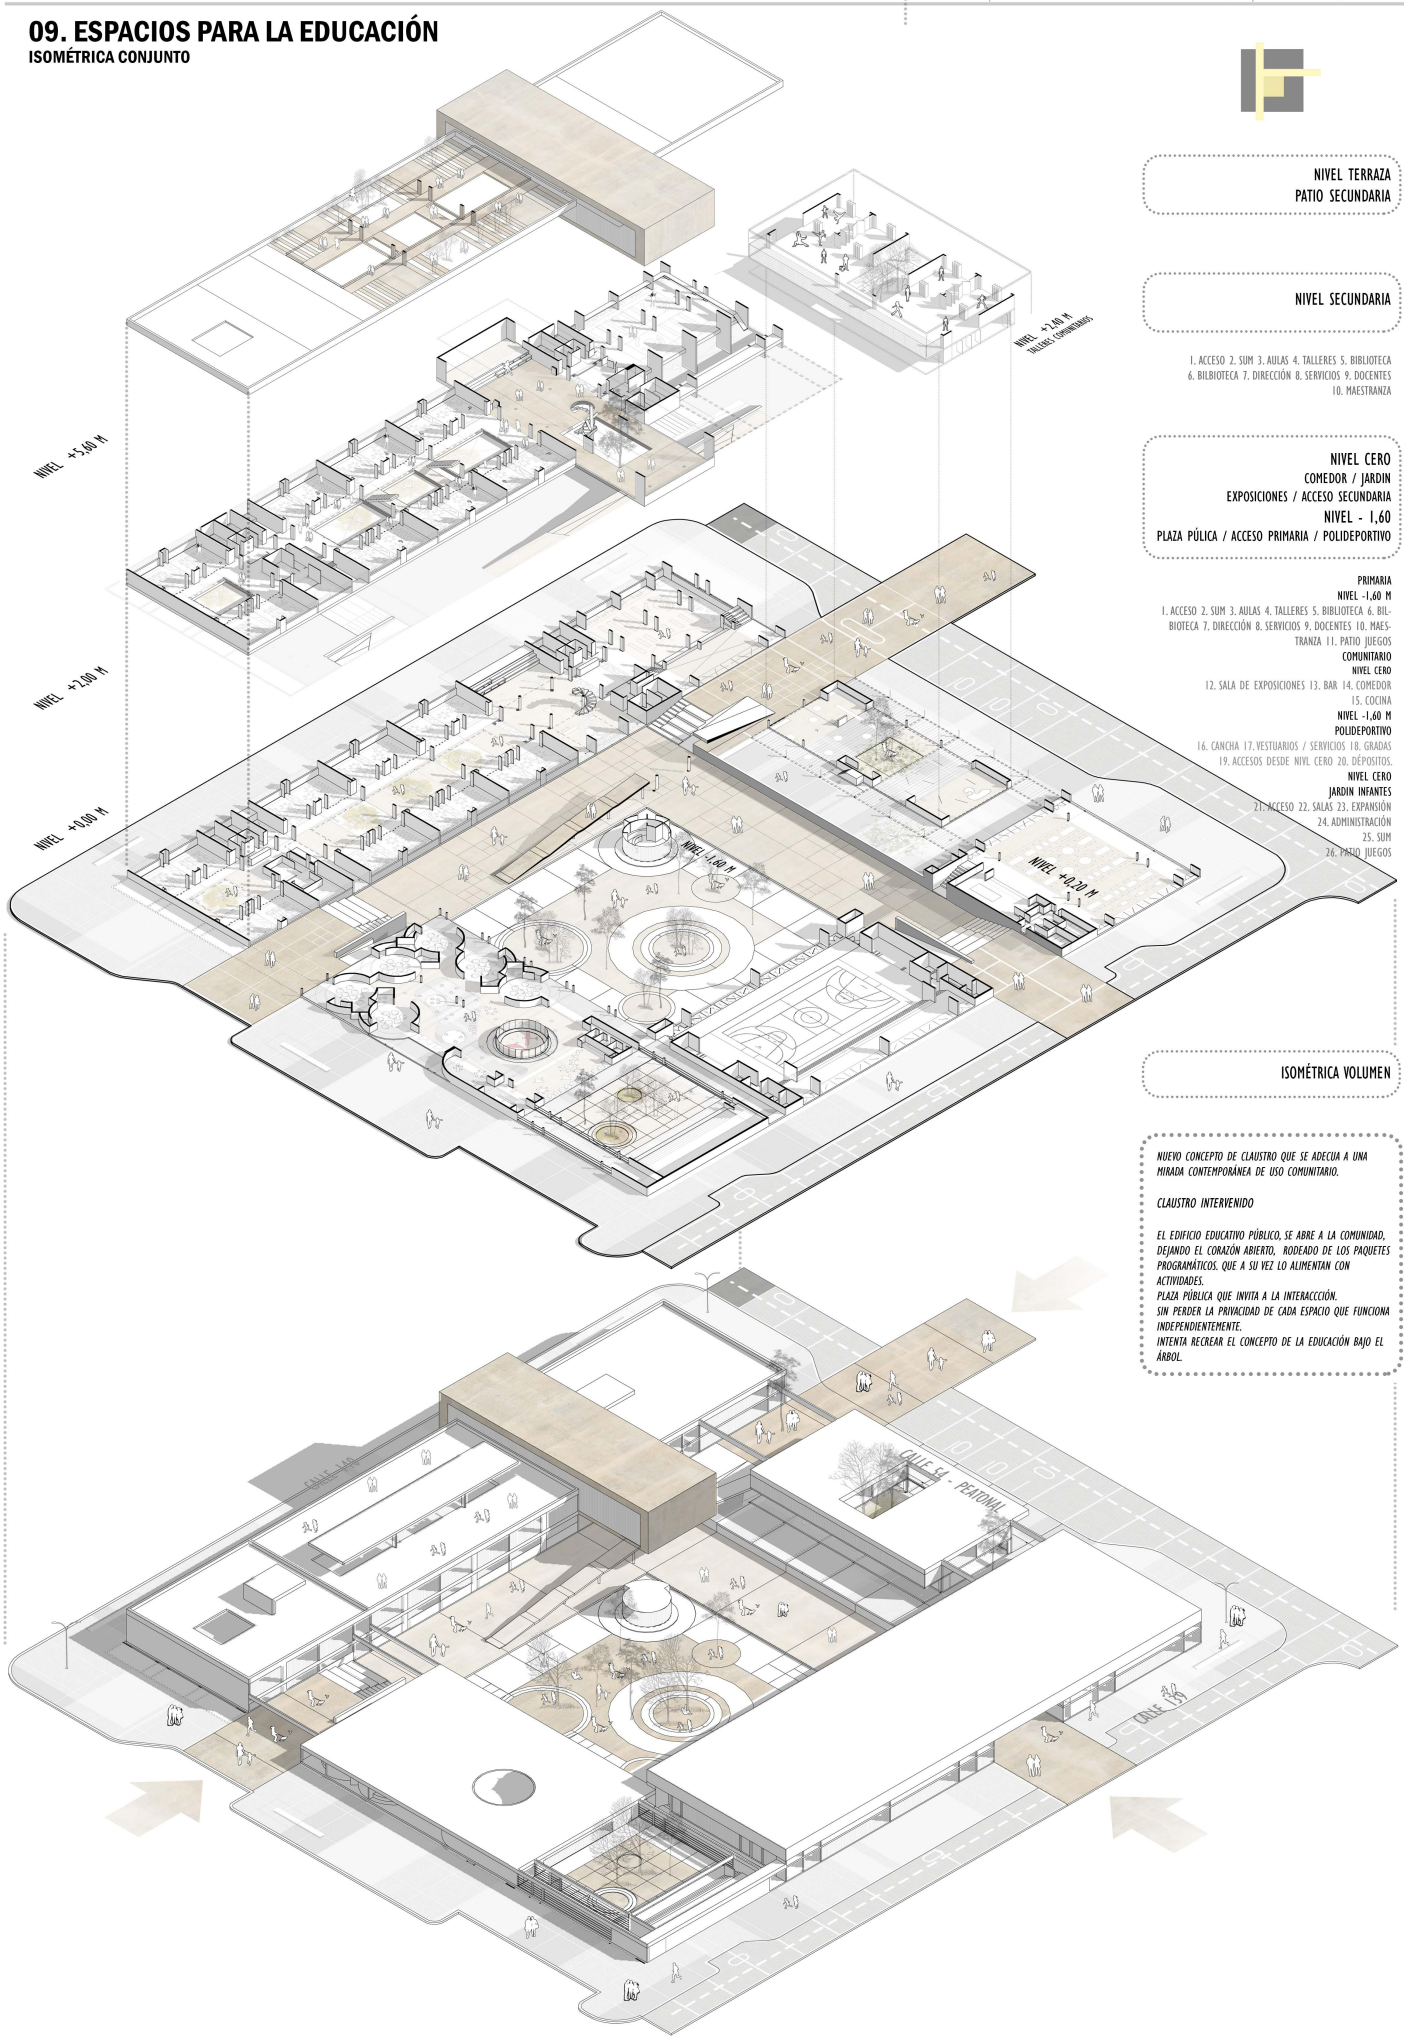 09. ESPACIOS PARA LA EDUCACIÓN
ISOMÉTRICA CONJUNTO
NIVEL TERRAZA
PATIO SECUNDARIA
NIVEL SECUNDARIA
1. ACCESO 2. SUM 3. AULAS 4. TALLERES 5. BIBLIOTECA
6. BILBIOTECA 7. DIRECCIÓN 8. SERVICIOS 9. DOCENTES
10. MAESTRANZA
NIVEL +2,40 M
TALLERES COMUNITARIOS
NIVEL +5,60 M
NIVEL CERO
COMEDOR / JARDIN
EXPOSICIONES / ACCESO SECUNDARIA
NIVEL - 1,60
PLAZA PÚLICA / ACCESO PRIMARIA / POLIDEPORTIVO
PRIMARIA
NIVEL -1,60 M
1. ACCESO 2. SUM 3. AULAS 4. TALLERES 5. BIBLIOTECA 6. BIL-
BIOTECA 7. DIRECCIÓN 8. SERVICIOS 9. DOCENTES 10. MAES-
TRANZA 11. PATIO JUEGOS
COMUNITARIO
NIVEL CERO
12. SALA DE EXPOSICIONES 13. BAR 14. COMEDOR
15. COCINA
NIVEL -1,60 M
POLIDEPORTIVO
16. CANCHA 17. VESTUARIOS / SERVICIOS 18. GRADAS
19. ACCESOS DESDE NIVL CERO 20. DÉPOSITOS.
NIVEL CERO
JARDIN INFANTES
21. ACCESO 22. SALAS 23. EXPANSIÓN
24. ADMINISTRACIÓN
25. SUM
26. PATIO JUEGOS
NIVEL +2,00 M
NIVEL +0,00 M
NIVEL -1,60 M
NIVEL +0,20 M
ISOMÉTRICA VOLUMEN
NUEVO CONCEPTO DE CLAUSTRO QUE SE ADECUA A UNA
MIRADA CONTEMPORÁNEA DE USO COMUNITARIO.
CLAUSTRO INTERVENIDO
EL EDIFICIO EDUCATIVO PÚBLICO, SE ABRE A LA COMUNIDAD,
DEJANDO EL CORAZÓN ABIERTO, RODEADO DE LOS PAQUETES
PROGRAMÁTICOS. QUE A SU VEZ LO ALIMENTAN CON
ACTIVIDADES.
PLAZA PÚBLICA QUE INVITA A LA INTERACCCIÓN.
SIN PERDER LA PRIVACIDAD DE CADA ESPACIO QUE FUNCIONA
INDEPENDIENTEMENTE.
INTENTA RECREAR EL CONCEPTO DE LA EDUCACIÓN BAJO EL
ÁRBOL.
CALLE 140
CALLE 54 - PEATONAL
CALLE 139